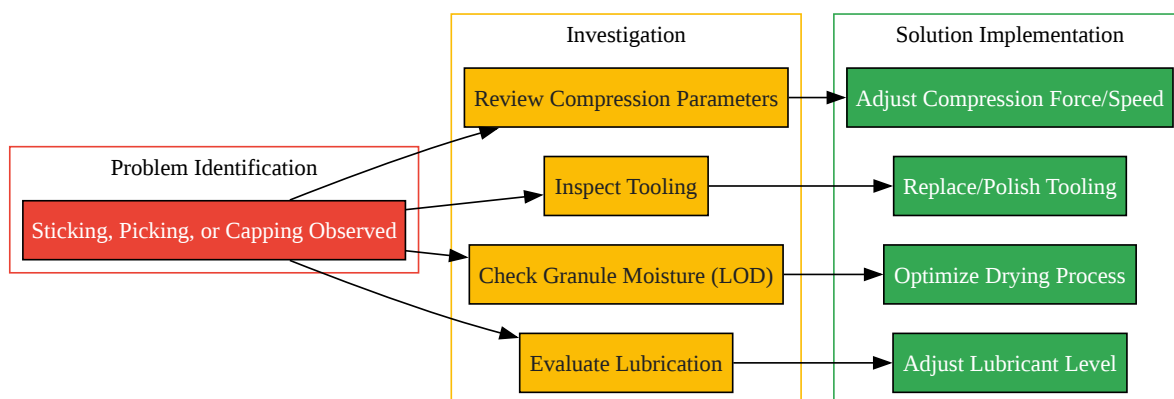 Problem Identification
Sticking, Picking, or Capping Observed
Investigation
Review Compression Parameters
Inspect Tooling
Check Granule Moisture (LOD)
Evaluate Lubrication
Solution Implementation
Adjust Compression Force/Speed
Replace/Polish Tooling
Optimize Drying Process
Adjust Lubricant Level